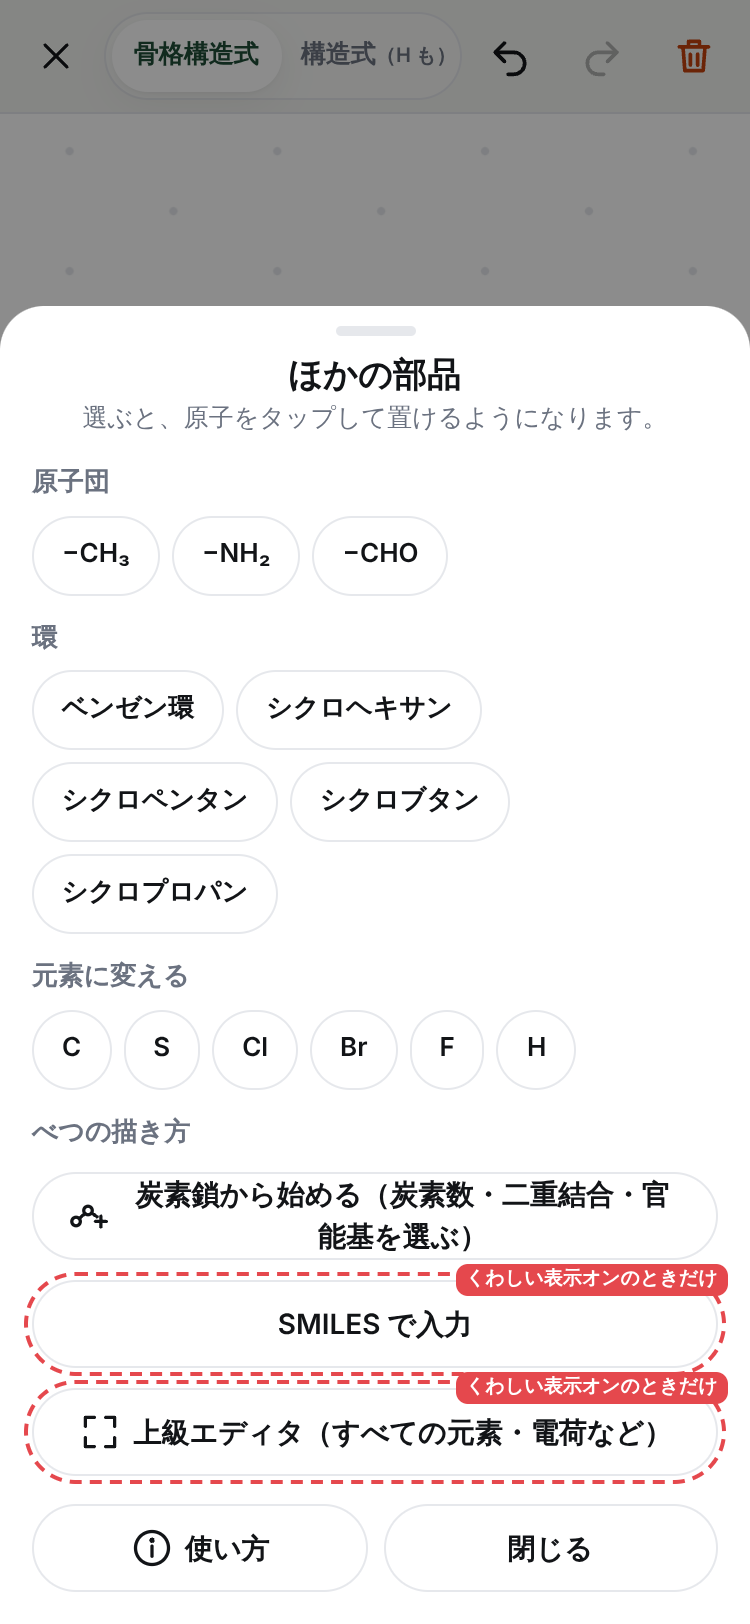 骨格構造式 構造式（H も）
ほかの部品
選ぶと、原子をタップして置けるようになります。
原子団
−CH₃ −NH₂ −CHO
環
ベンゼン環 シクロヘキサン
シクロペンタン シクロブタン
シクロプロパン
元素に変える
C S Cl Br F H
べつの描き方
炭素鎖から始める（炭素数・二重結合・官
能基を選ぶ）
くわしい表示オンのときだけ
SMILES で入力
くわしい表示オンのときだけ
上級エディタ（すべての元素・電荷など）
使い方 閉じる